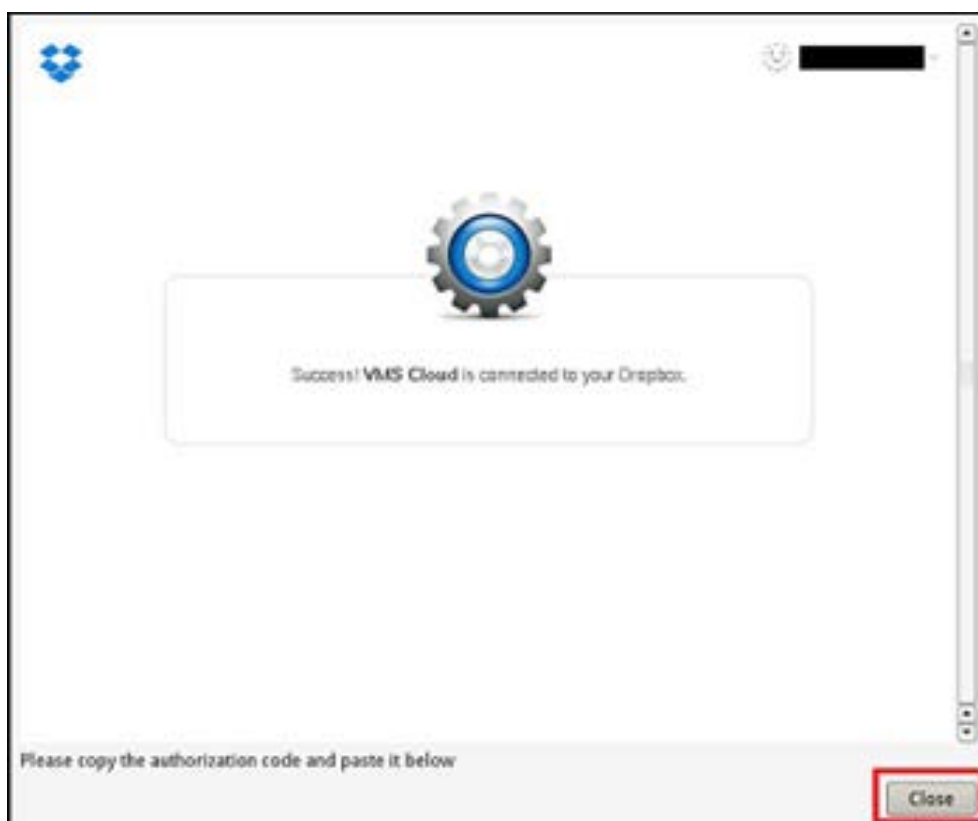 Success! VMS Cloud is connected to your Dropbox.
Please copy the authorization code and paste it below
Close